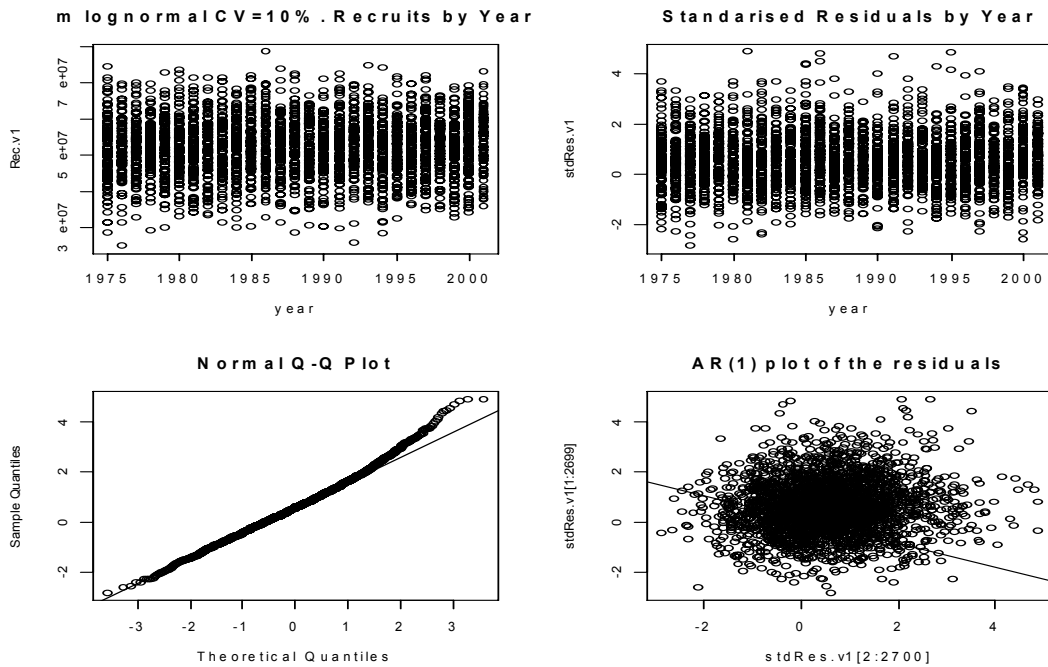 m lognormal CV=10% . Recruits by Year
Rec.v1
3 e+07 5 e+07 7 e+07
1975 1980 1985 1990 1995 2000
year
Standarised Residuals by Year
stdRes.v1
-2 0 2 4
1975 1980 1985 1990 1995 2000
year
Normal Q-Q Plot
Sample Quantiles
-2 0 2 4
-3 -2 -1 0 1 2 3
Theoretical Quantiles
AR(1) plot of the residuals
stdRes.v1[1:2699]
-2 0 2 4
-2 0 2 4
stdRes.v1[2:2700]